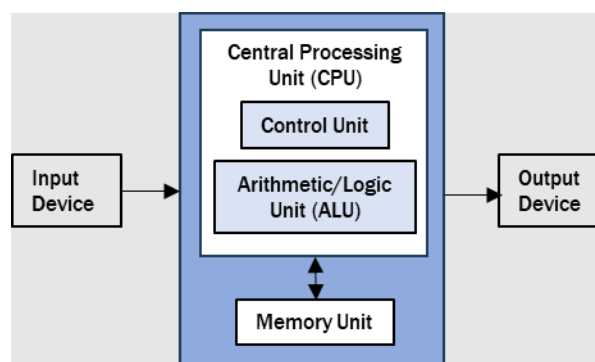 Central Processing
Unit (CPU)
Control Unit
Input
Device
Arithmetic/Logic
Unit (ALU)
Output
Device
Memory Unit